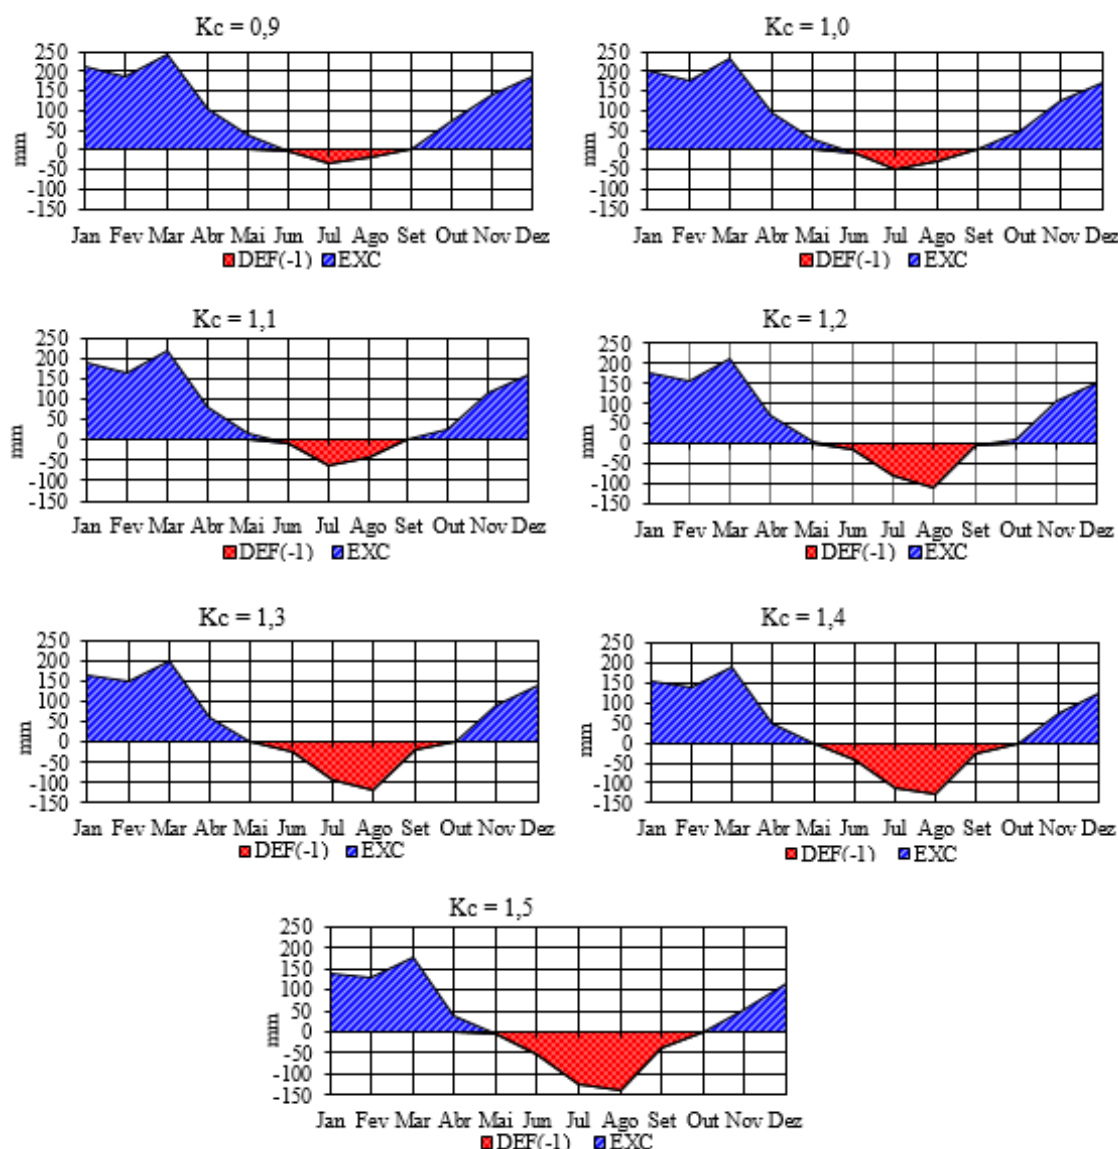 Kc = 0,9
250
200
150
100
50
0
-50
-100
-150
mm
Jan Fev Mar Abr Mai Jun Jul Ago Set Out Nov Dez
DEF(-1) EXC
Kc = 1,0
250
200
150
100
50
0
-50
-100
-150
mm
Jan Fev Mar Abr Mai Jun Jul Ago Set Out Nov Dez
DEF(-1) EXC
Kc = 1,1
250
200
150
100
50
0
-50
-100
-150
mm
Jan Fev Mar Abr Mai Jun Jul Ago Set Out Nov Dez
DEF(-1) EXC
Kc = 1,2
250
200
150
100
50
0
-50
-100
-150
mm
Jan Fev Mar Abr Mai Jun Jul Ago Set Out Nov Dez
DEF(-1) EXC
Kc = 1,3
250
200
150
100
50
0
-50
-100
-150
mm
Jan Fev Mar Abr Mai Jun Jul Ago Set Out Nov Dez
DEF(-1) EXC
Kc = 1,4
250
200
150
100
50
0
-50
-100
-150
mm
Jan Fev Mar Abr Mai Jun Jul Ago Set Out Nov Dez
DEF(-1) EXC
Kc = 1,5
250
200
150
100
50
0
-50
-100
-150
mm
Jan Fev Mar Abr Mai Jun Jul Ago Set Out Nov Dez
DEF(-1) EXC